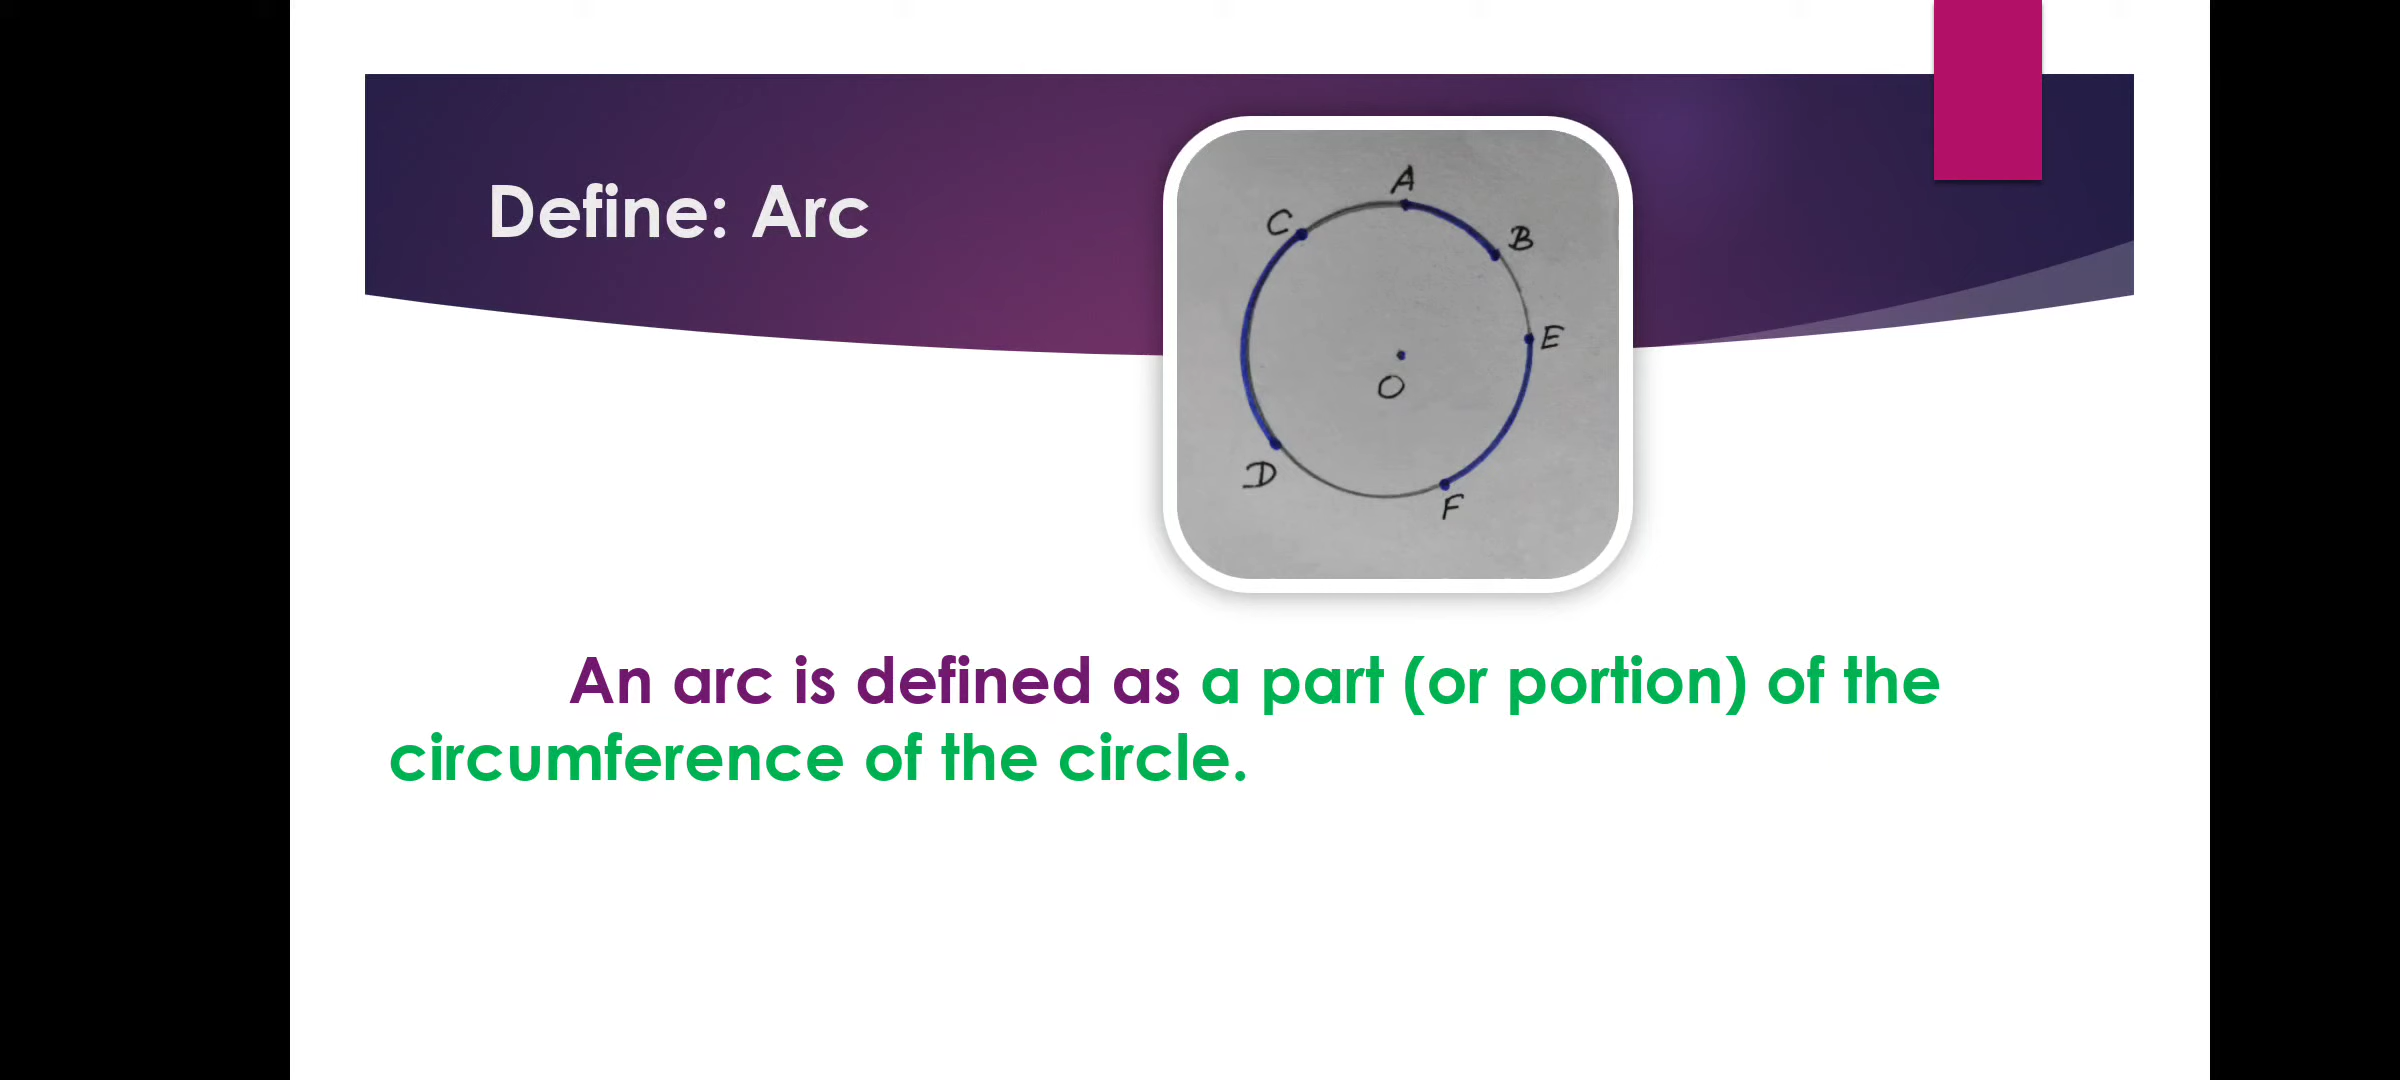 Define: Arc
A
C
B
E
O
D
F
An arc is defined as a part (or portion) of the
circumference of the circle.